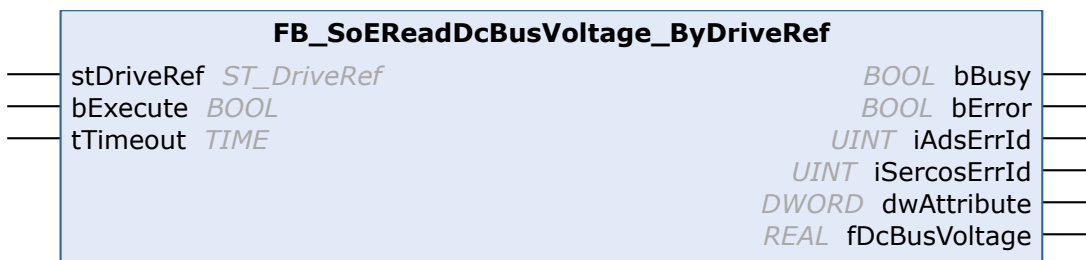 FB_SoEReadDcBusVoltage_ByDriveRef
stDriveRef ST_DriveRef BOOL bBusy
bExecute BOOL BOOL bError
tTimeout TIME UINT iAdsErrId
UINT iSercosErrId
DWORD dwAttribute
REAL fDcBusVoltage